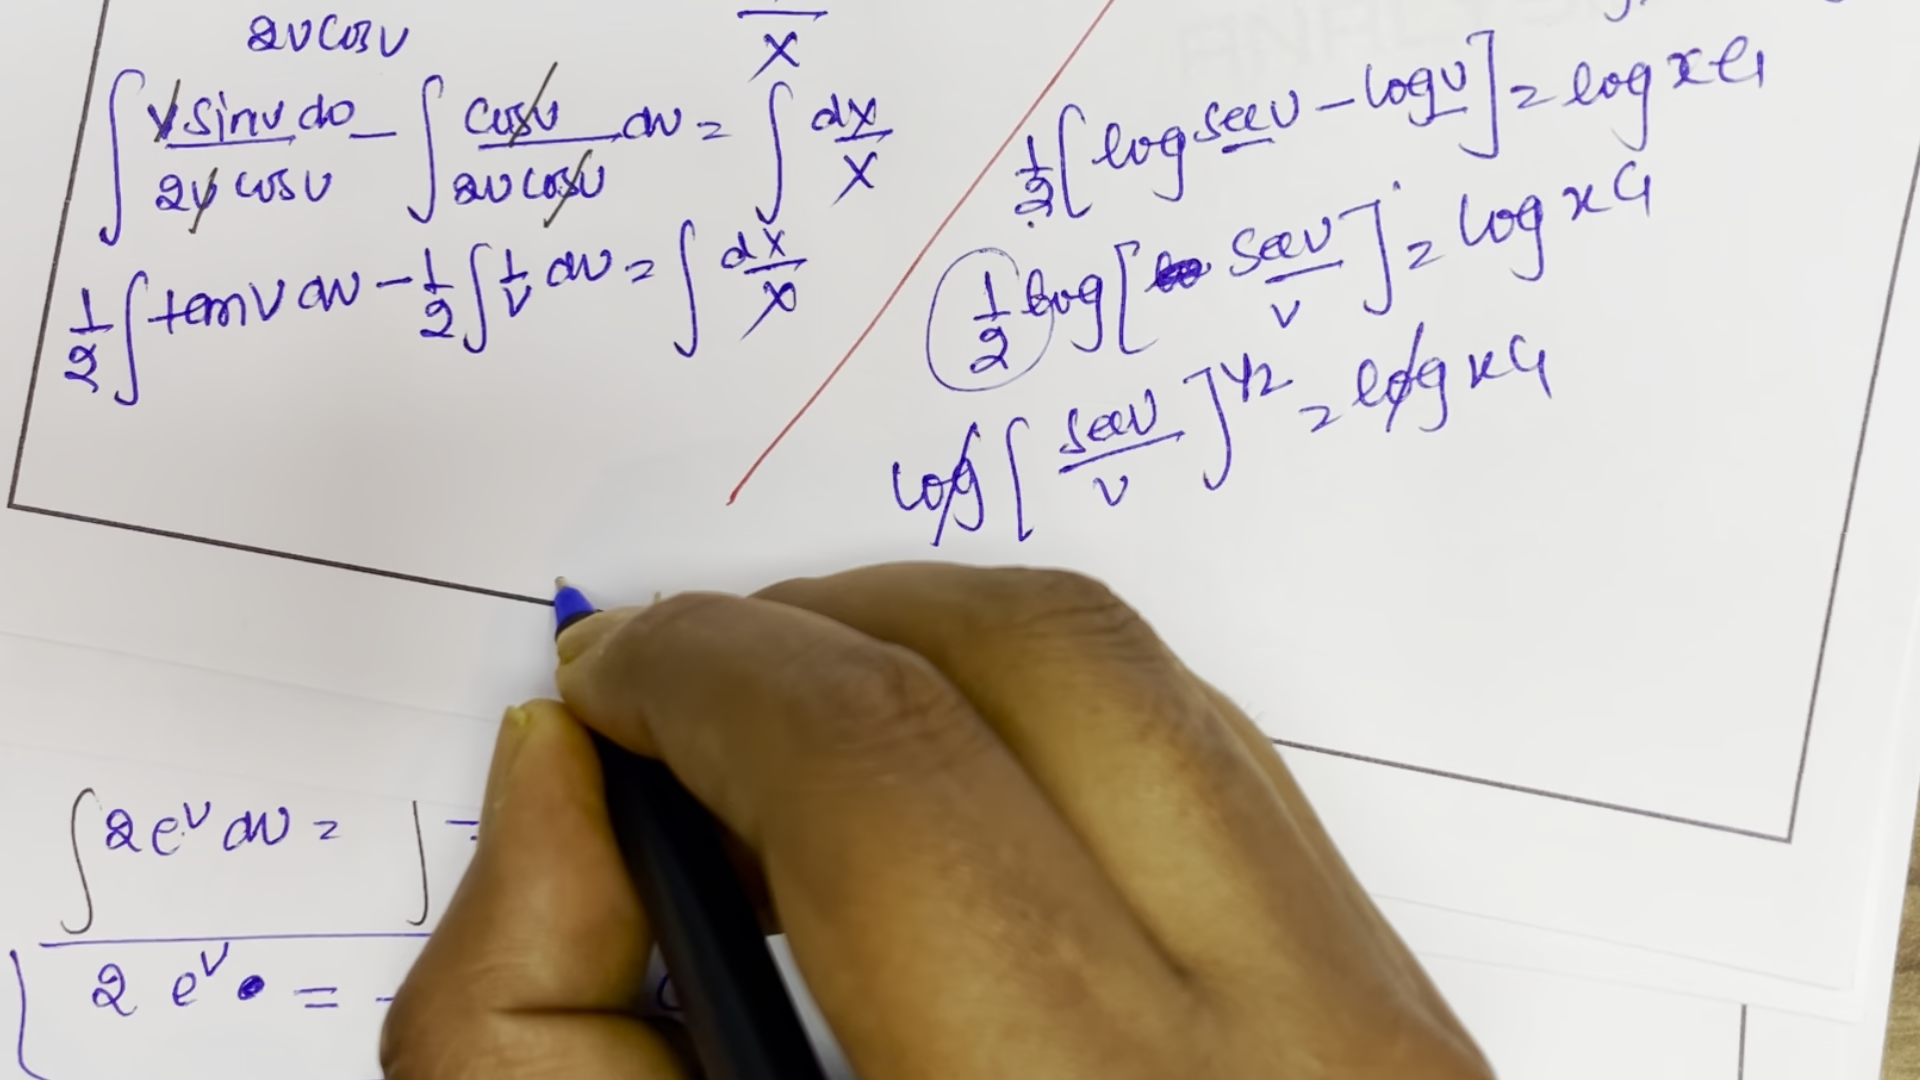 2v cos v
x
∫ v sin v dv / 2v cos v − ∫ cos v / 2v cos v dv = ∫ dx / x
1/2 ∫ tan v dv − 1/2 ∫ 1/v dv = ∫ dx / x
1/2 [log sec v − log v] = log x c1
1/2 log [sec v / v] = log x c1
log [sec v / v]^1/2 = log x c1
∫ 2e^v dv = ∫ −
2 e^v = −